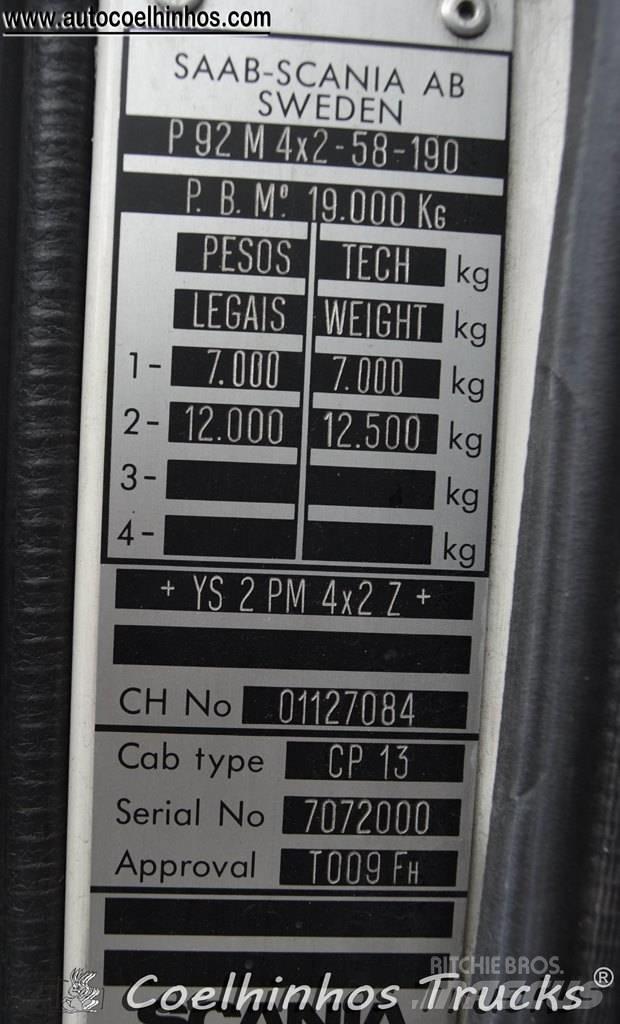 www.autocoelhinhos.com
SAAB-SCANIA AB
SWEDEN
P 92 M 4x2-58-190
P. B. Mº. 19.000 KG
PESOS TECH kg
LEGAIS WEIGHT kg
1- 7.000 7.000 kg
2- 12.000 12.500 kg
3- kg
4- kg
+ YS 2 PM 4x2 Z +
CH No 01127084
Cab type CP 13
Serial No 7072000
Approval T009 FH
RITCHIE BROS.
Coelhinhos Trucks®
SCANIA